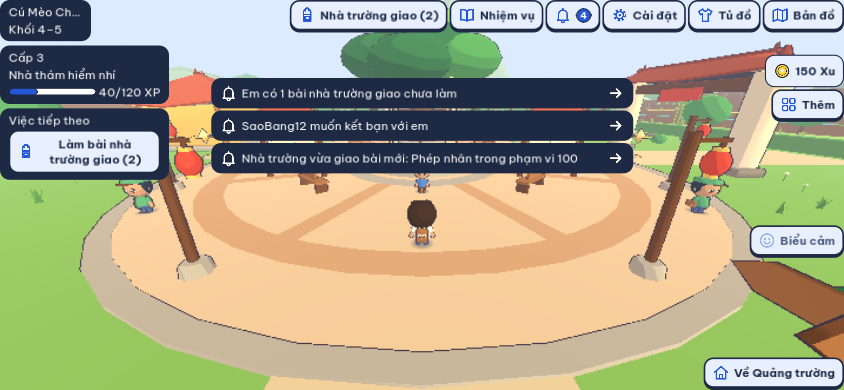 Cú Mèo Ch...
Khối 4-5
Nhà trường giao (2)
Nhiệm vụ
4
Cài đặt
Tủ đồ
Bản đồ
Cấp 3
Nhà thám hiểm nhí
40/120 XP
150 Xu
Thêm
Em có 1 bài nhà trường giao chưa làm
SaoBang12 muốn kết bạn với em
Nhà trường vừa giao bài mới: Phép nhân trong phạm vi 100
Việc tiếp theo
Làm bài nhà
trường giao (2)
Biểu cảm
Về Quảng trường